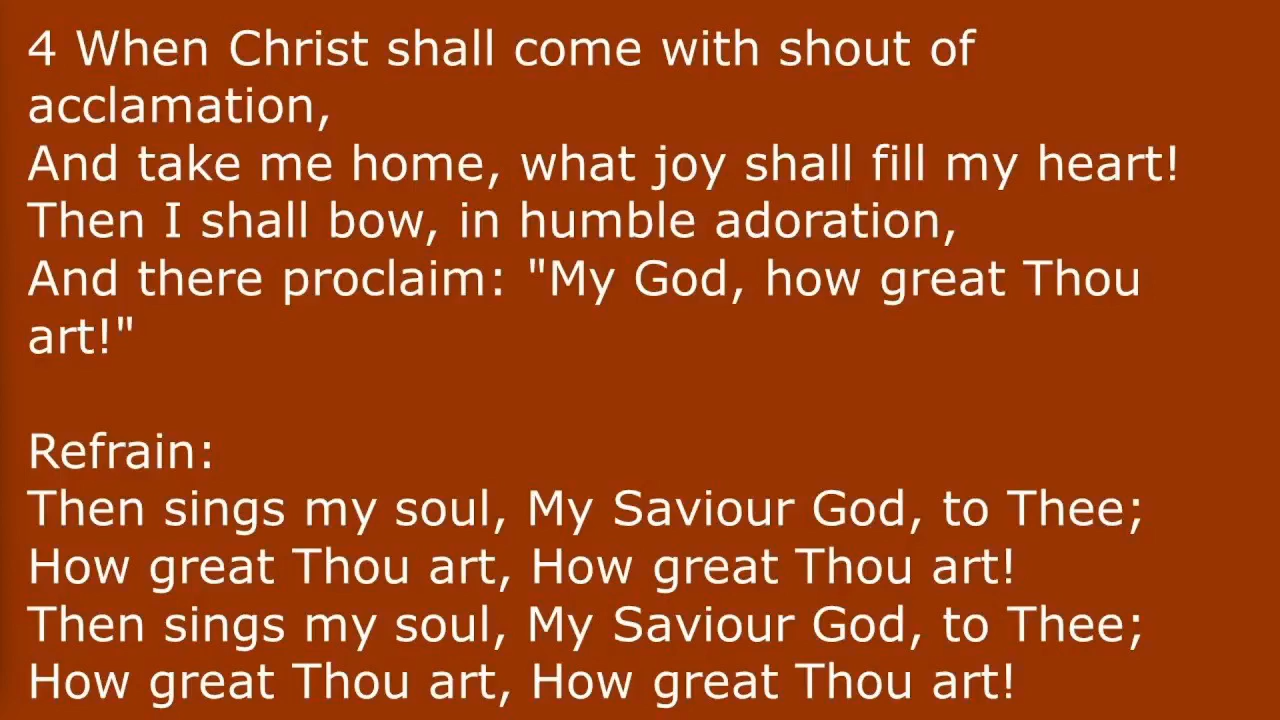 4 When Christ shall come with shout of
acclamation,
And take me home, what joy shall fill my heart!
Then I shall bow, in humble adoration,
And there proclaim: "My God, how great Thou
art!"
Refrain:
Then sings my soul, My Saviour God, to Thee;
How great Thou art, How great Thou art!
Then sings my soul, My Saviour God, to Thee;
How great Thou art, How great Thou art!